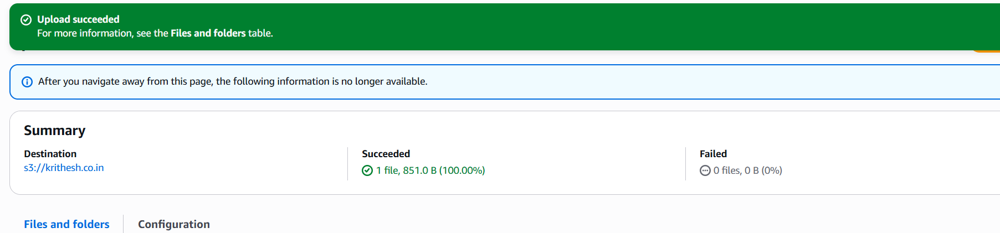 Upload succeeded
For more information, see the Files and folders table.
After you navigate away from this page, the following information is no longer available.
Summary
Destination
s3://krithesh.co.in
Succeeded
1 file, 851.0 B (100.00%)
Failed
0 files, 0 B (0%)
Files and folders
Configuration